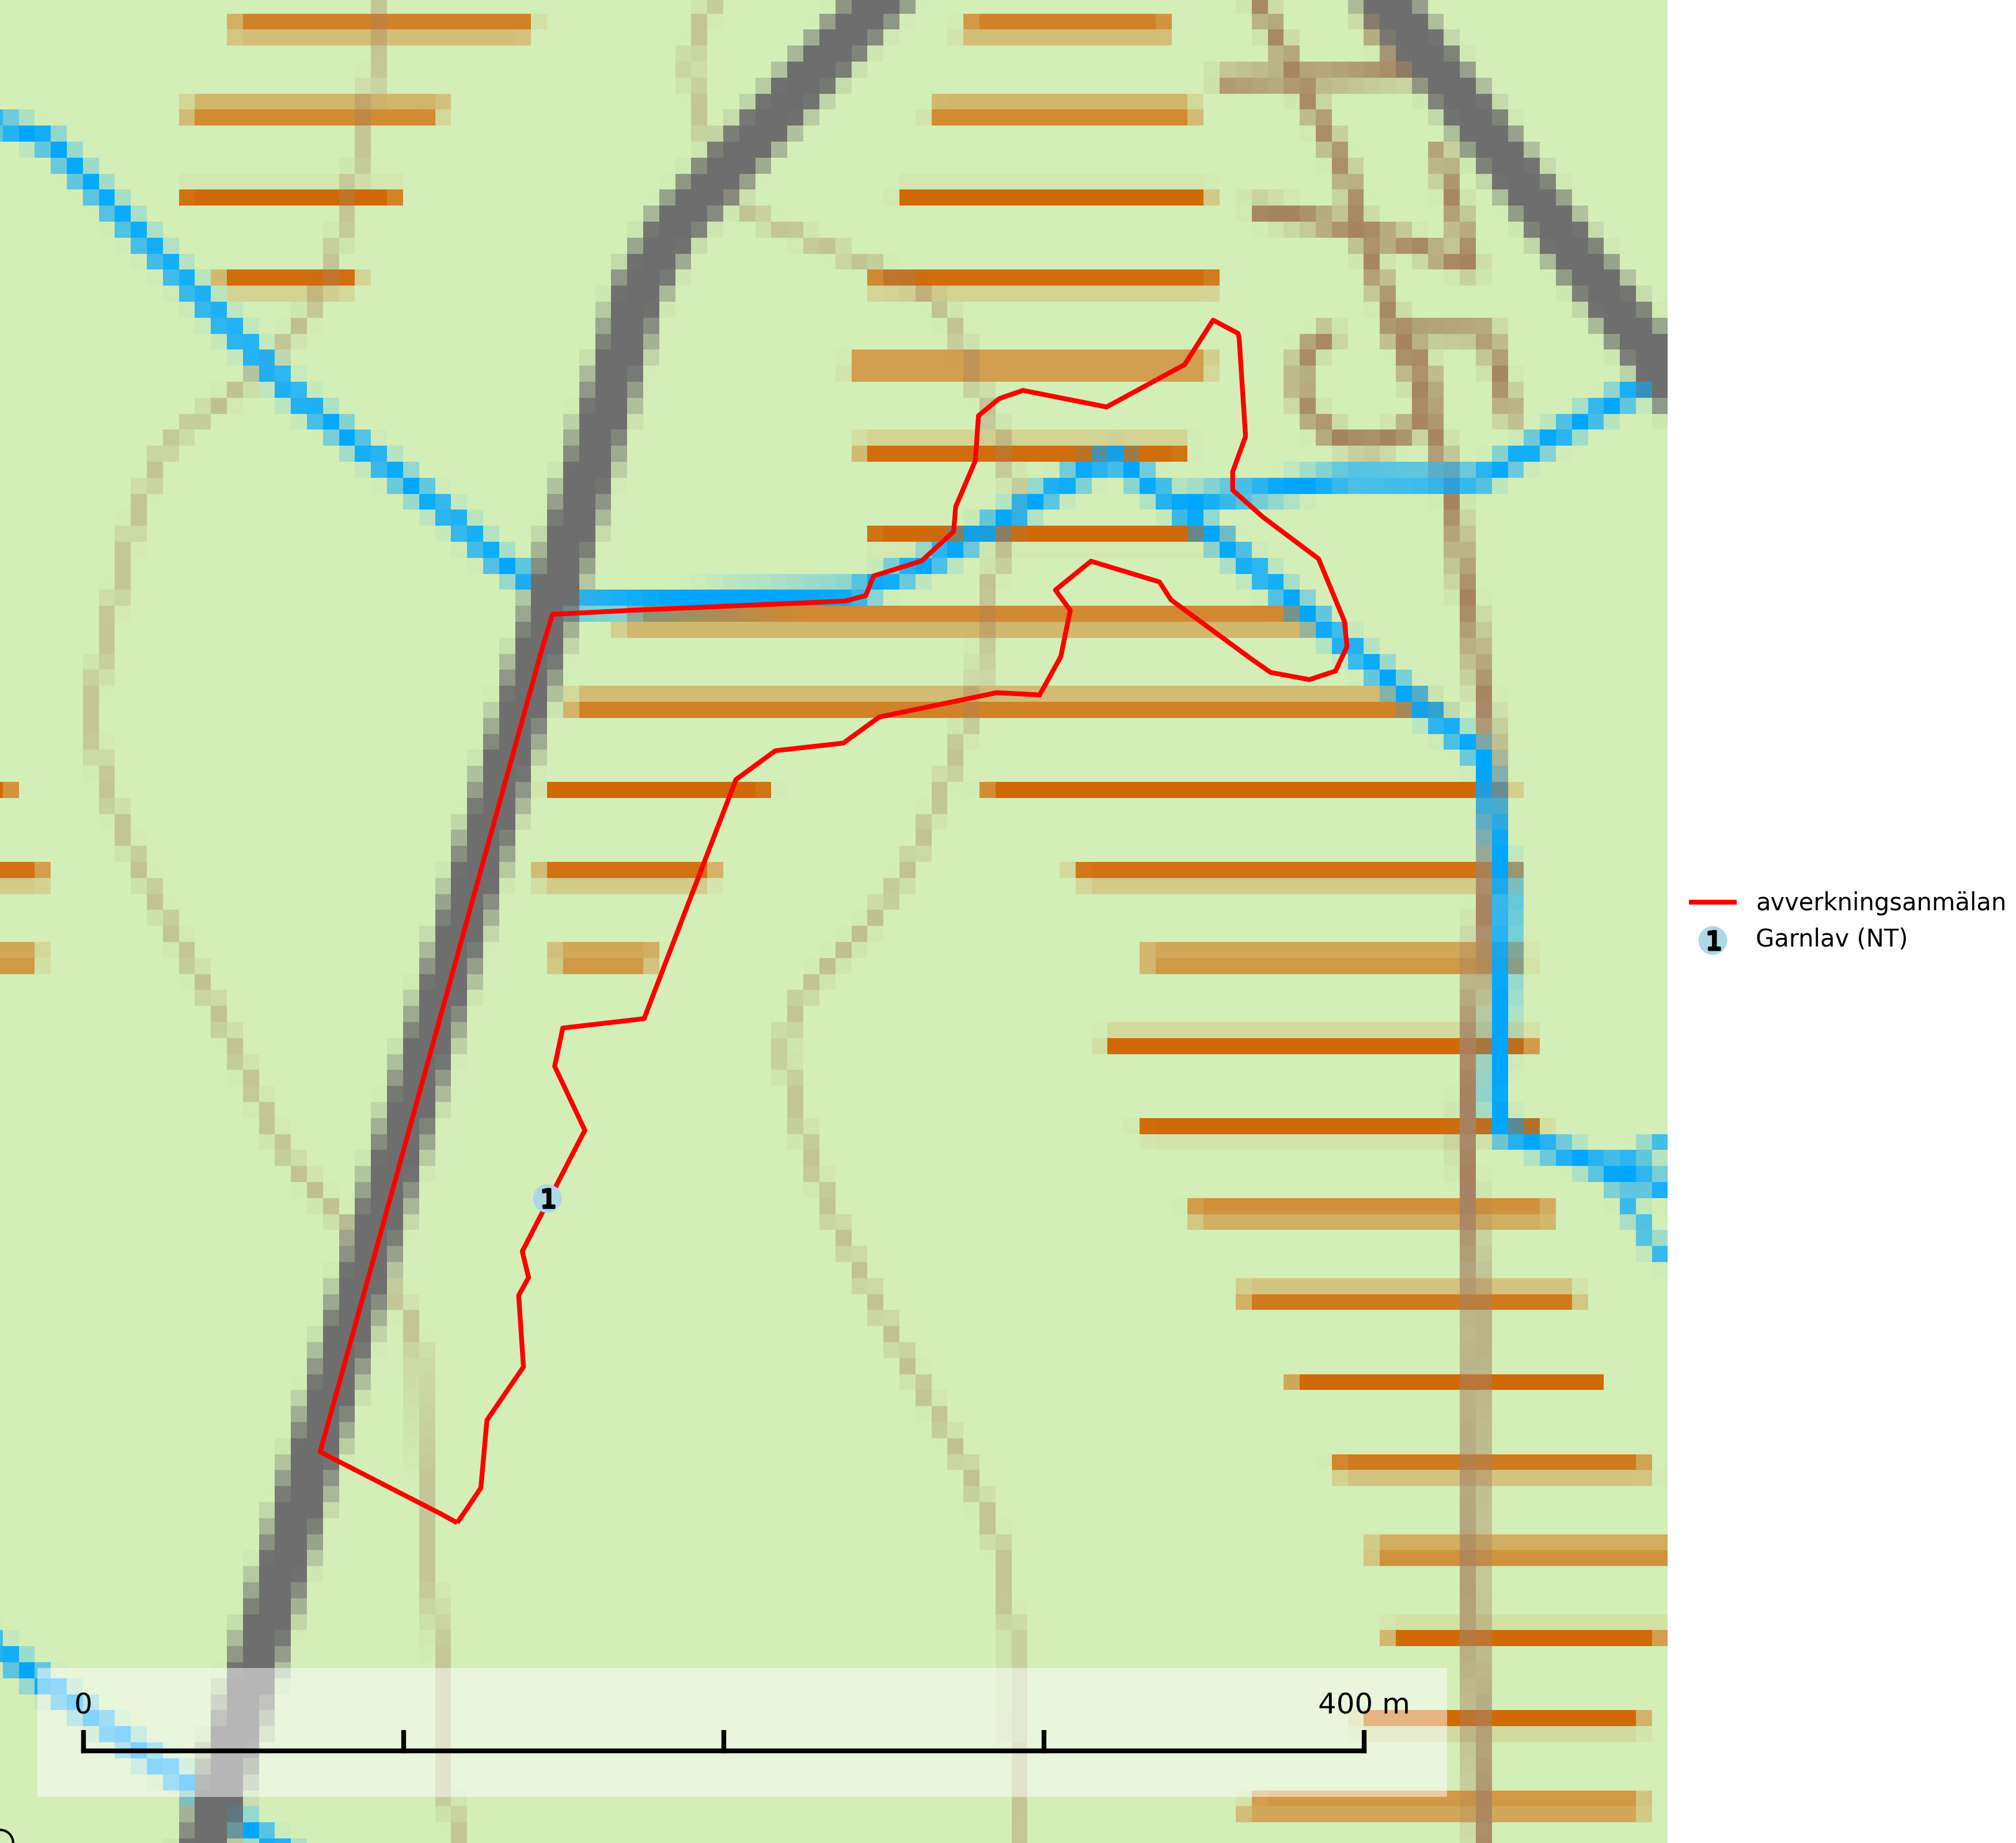 avverkningsanmälan
1 Garnlav (NT)
1
0 400 m